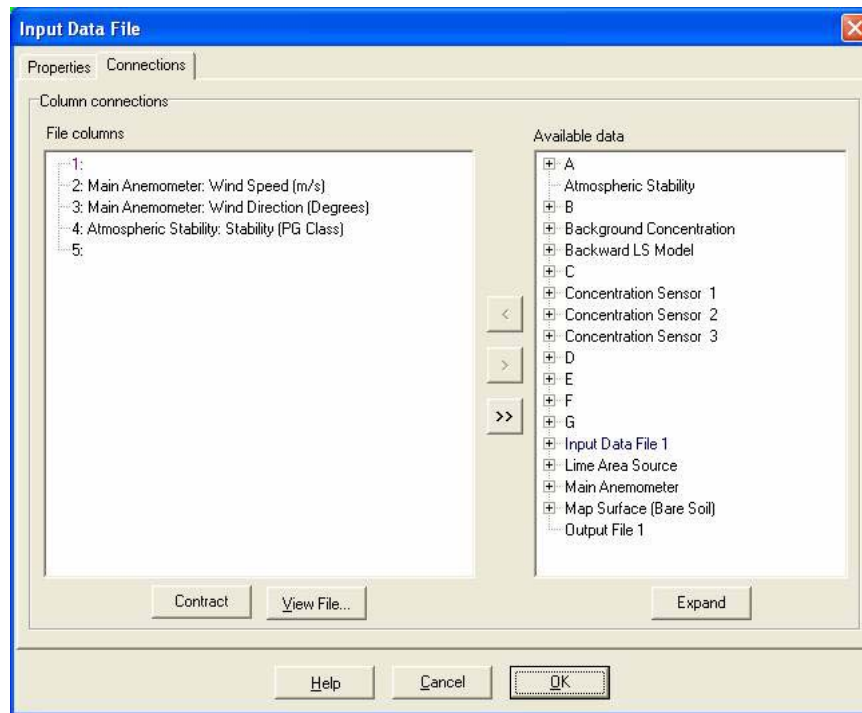 Input Data File
Properties
Connections
Column connections
File columns
1:
2: Main Anemometer: Wind Speed (m/s)
3: Main Anemometer: Wind Direction (Degrees)
4: Atmospheric Stability: Stability (PG Class)
5:
Contract
View File...
<
>
>>
Available data
A
Atmospheric Stability
B
Background Concentration
Backward LS Model
C
Concentration Sensor 1
Concentration Sensor 2
Concentration Sensor 3
D
E
F
G
Input Data File 1
Lime Area Source
Main Anemometer
Map Surface (Bare Soil)
Output File 1
Expand
Help
Cancel
OK